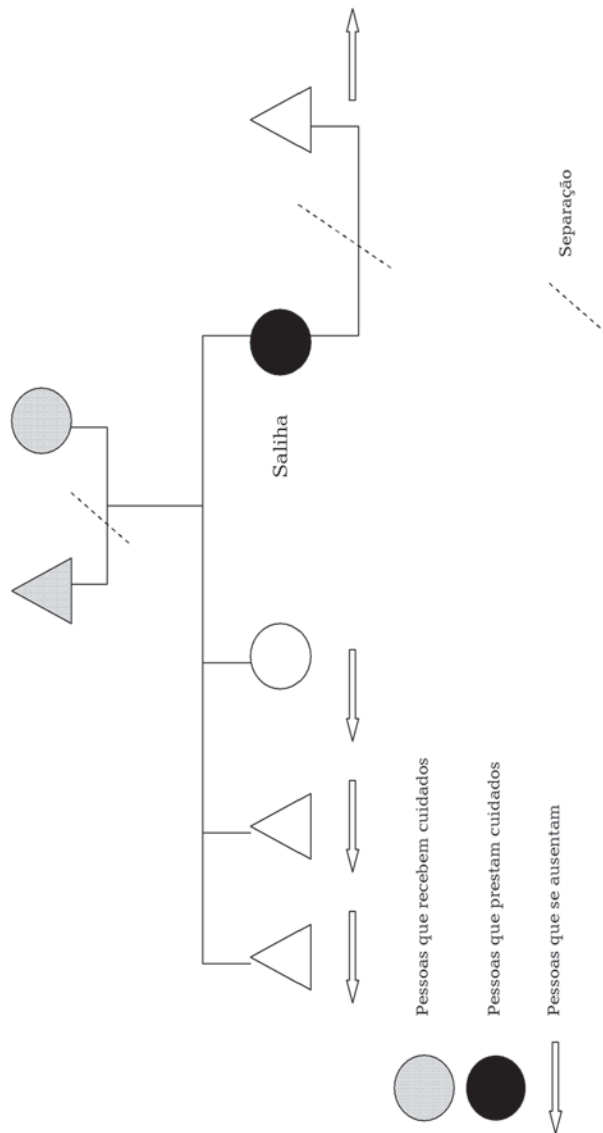 Saliha
Pessoas que recebem cuidados
Pessoas que prestam cuidados
Pessoas que se ausentam
Separação